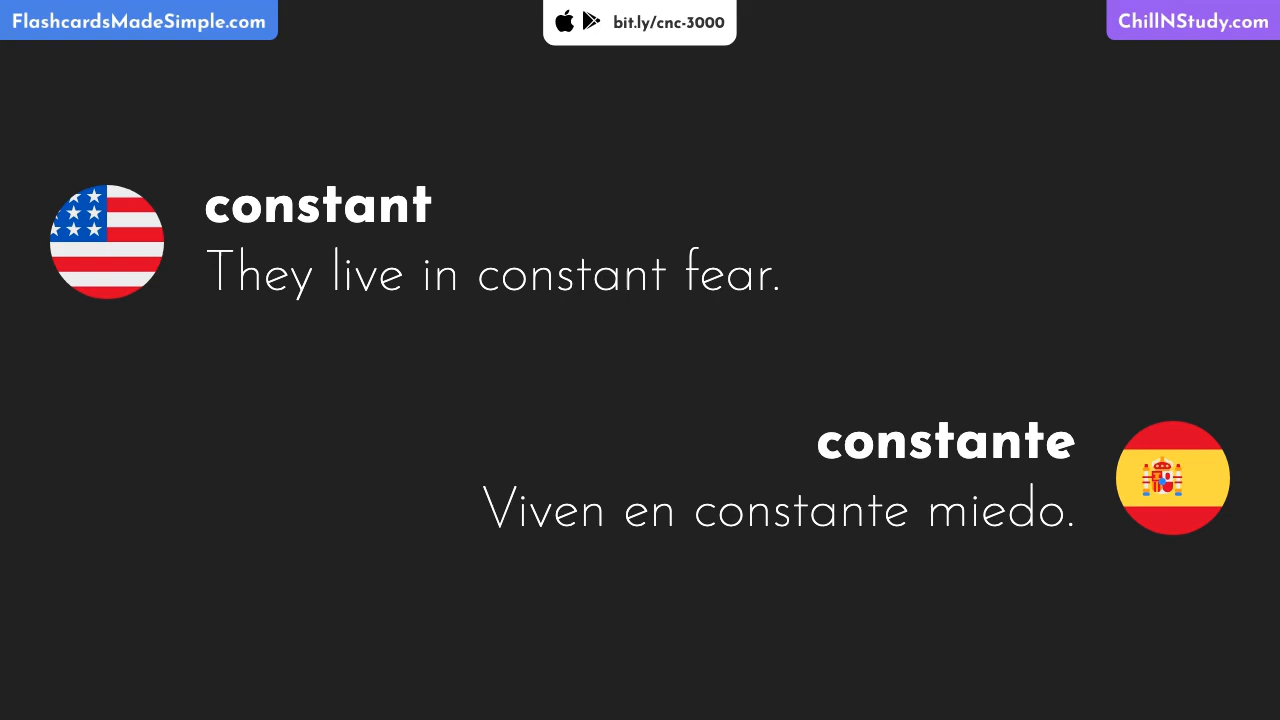 FlashcardsMadeSimple.com
bit.ly/cnc-3000
ChillNStudy.com
constant
They live in constant fear.
constante
Viven en constante miedo.